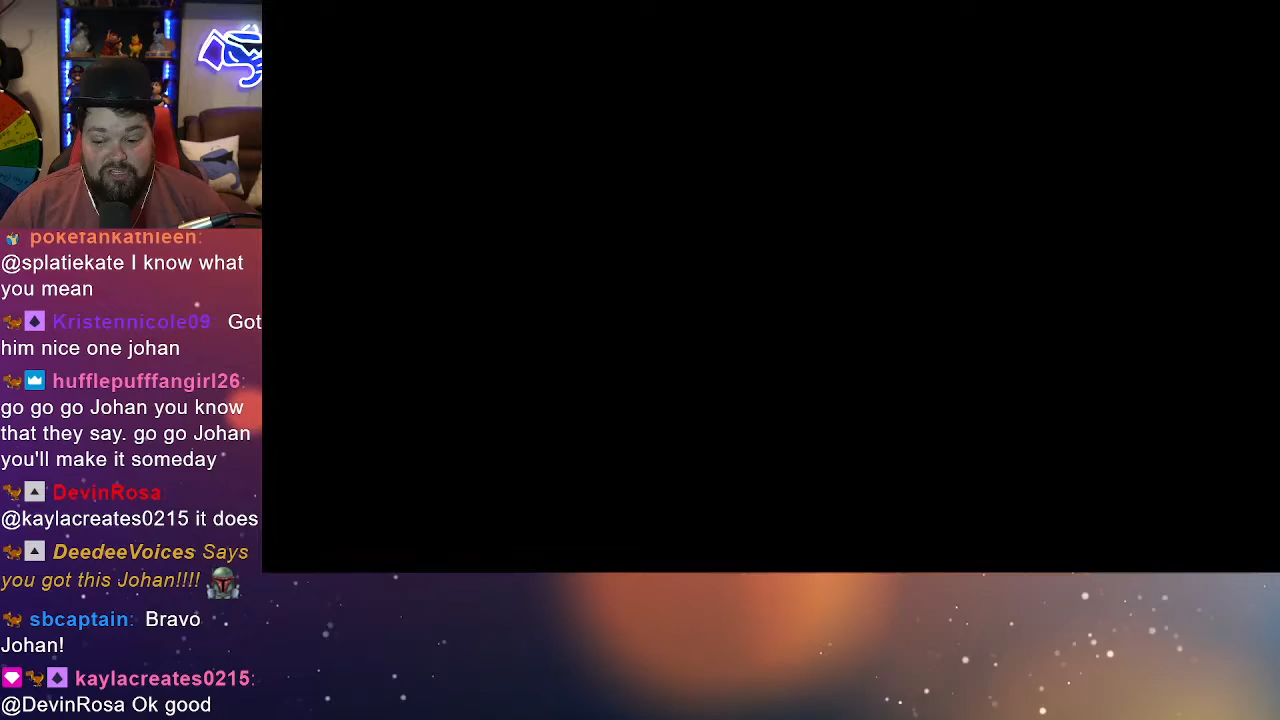 pokefankathleen:
@splatiekate I know what
you mean
Kristennicole09 Got
him nice one johan
hufflepufffangirl26:
go go go Johan you know
that they say. go go Johan
you'll make it someday
DevinRosa
@kaylacreates0215 it does
DeedeeVoices Says
you got this Johan!!!!
sbcaptain: Bravo
Johan!
kaylacreates0215:
@DevinRosa Ok good